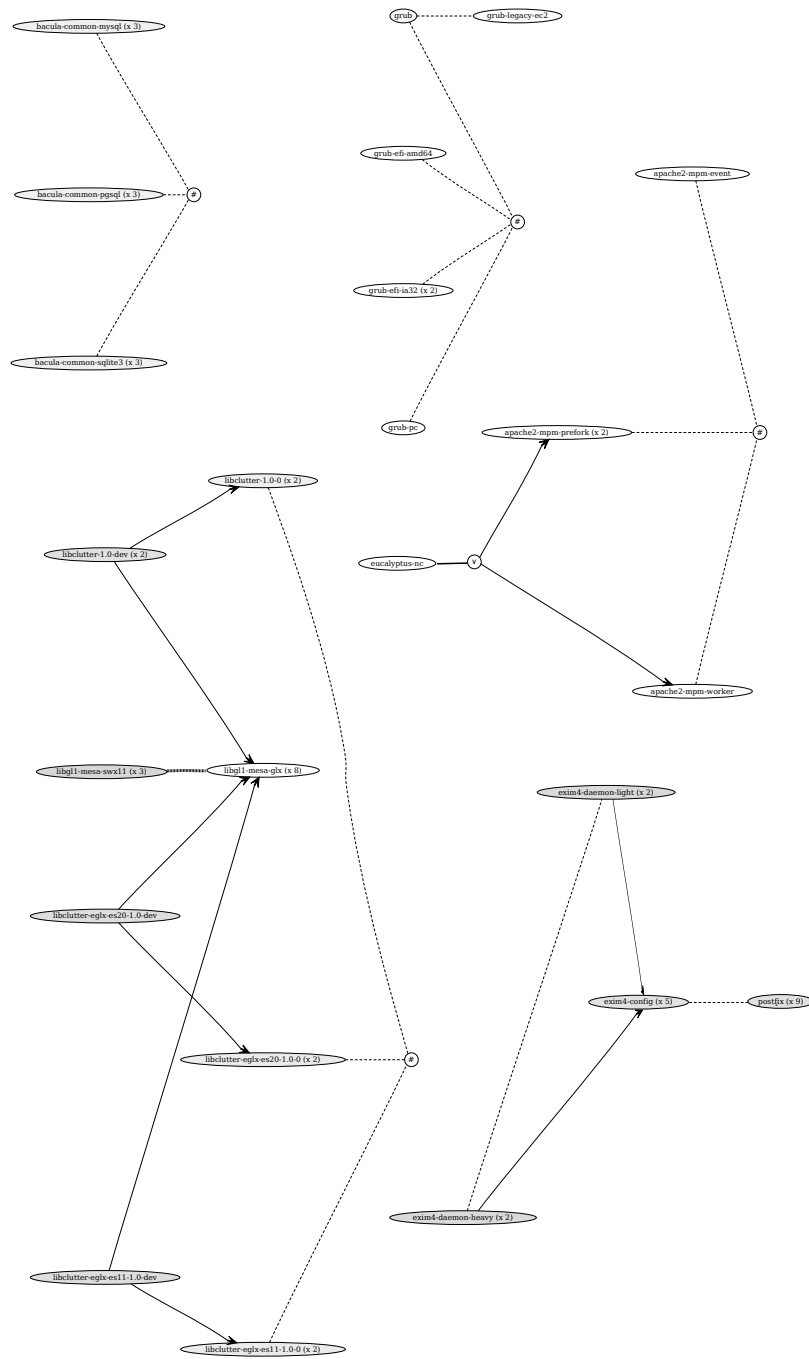 bacula-common-mysql (x 3)
grub
grub-legacy-ec2
grub-efi-amd64
apache2-mpm-event
bacula-common-pgsql (x 3)
#
#
grub-efi-ia32 (x 2)
bacula-common-sqlite3 (x 3)
grub-pc
apache2-mpm-prefork (x 2)
#
libclutter-1.0-0 (x 2)
libclutter-1.0-dev (x 2)
eucalyptus-nc
v
apache2-mpm-worker
libgl1-mesa-swx11 (x 3)
libgl1-mesa-glx (x 8)
exim4-daemon-light (x 2)
libclutter-eglx-es20-1.0-dev
exim4-config (x 5)
postfix (x 9)
libclutter-eglx-es20-1.0-0 (x 2)
#
exim4-daemon-heavy (x 2)
libclutter-eglx-es11-1.0-dev
libclutter-eglx-es11-1.0-0 (x 2)